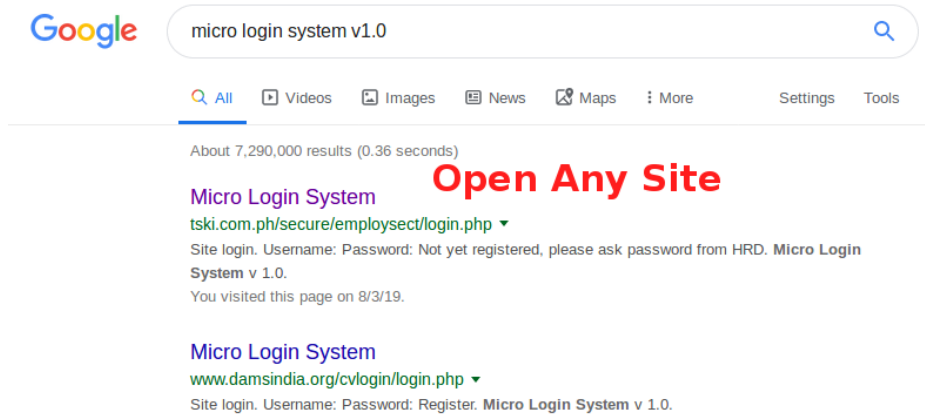 Google
micro login system v1.0
All Videos Images News Maps More Settings Tools
About 7,290,000 results (0.36 seconds)
Open Any Site
Micro Login System
tski.com.ph/secure/employsect/login.php
Site login. Username: Password: Not yet registered, please ask password from HRD. Micro Login
System v 1.0.
You visited this page on 8/3/19.
Micro Login System
www.damsindia.org/cvlogin/login.php
Site login. Username: Password: Register. Micro Login System v 1.0.